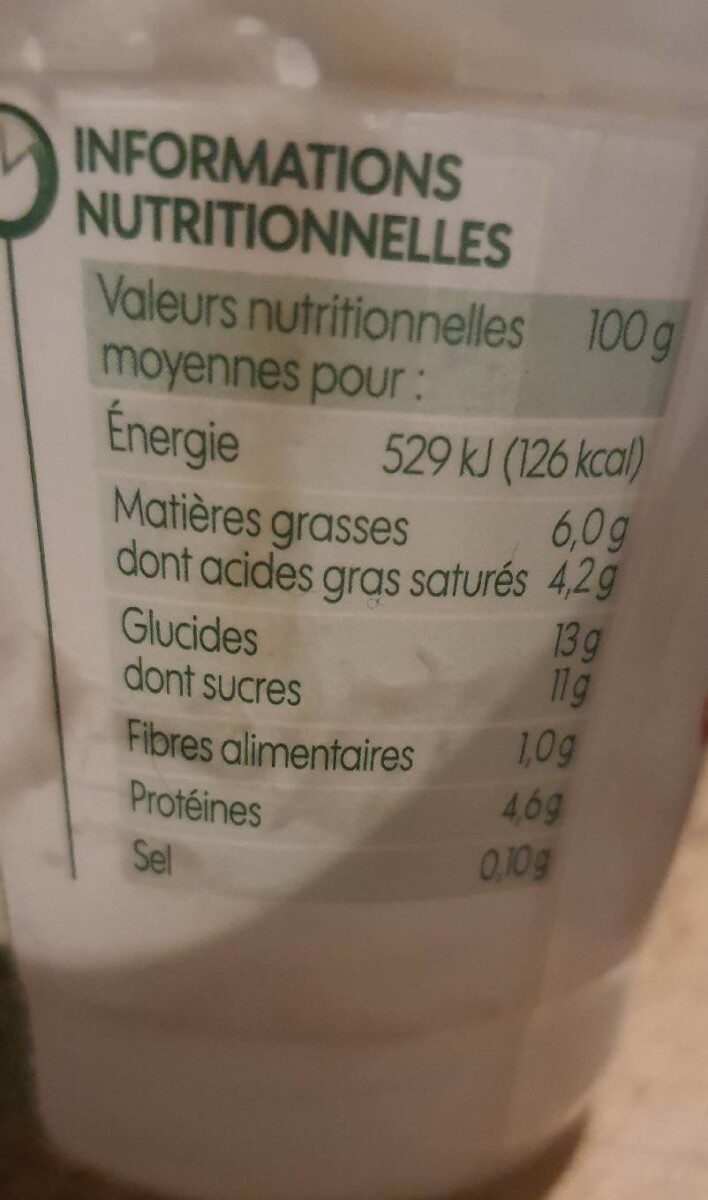 INFORMATIONS
NUTRITIONNELLES
Valeurs nutritionnelles 100 g
moyennes pour :
Énergie 529 kJ (126 kcal)
Matières grasses 6,0 g
dont acides gras saturés 4,2 g
Glucides 13 g
dont sucres 11 g
Fibres alimentaires 1,0 g
Protéines 4,6 g
Sel 0,10 g